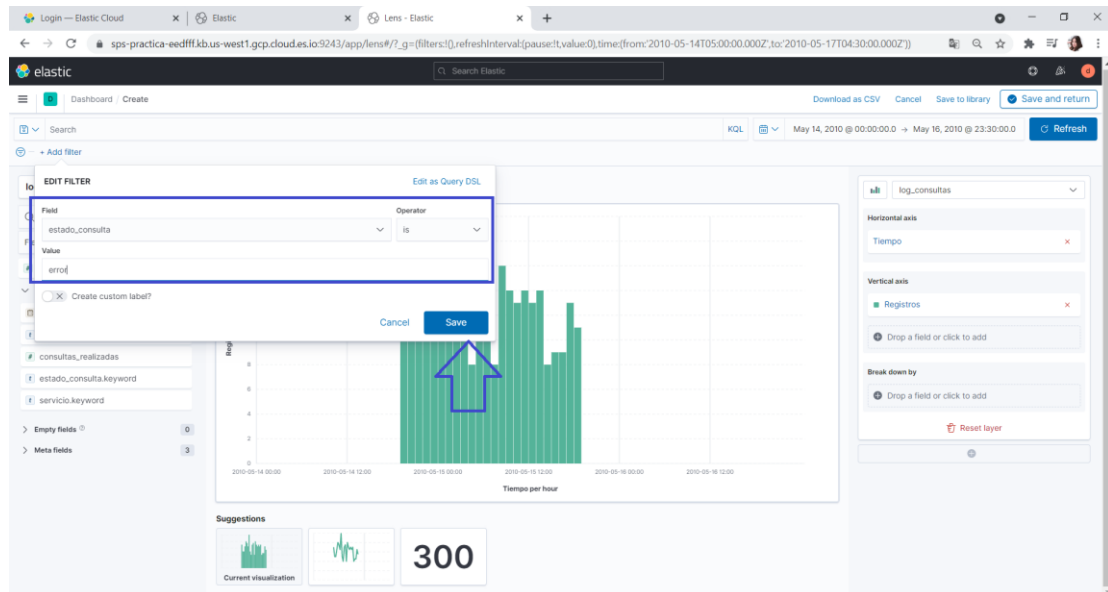 Login — Elastic Cloud
Elastic
Lens - Elastic
sps-practica-eedfff.kb.us-west1.gcp.cloud.es.io:9243/app/lens#/?_g=(filters:!(),refreshInterval:(pause:!t,value:0),time:(from:'2010-05-14T05:00:00.000Z',to:'2010-05-17T04:30:00.000Z'))
elastic
Search Elastic
d
D
Dashboard / Create
Download as CSV
Cancel
Save to library
Save and return
Search
KQL
May 14, 2010 @ 00:00:00.0 → May 16, 2010 @ 23:30:00.0
Refresh
+ Add filter
EDIT FILTER
Edit as Query DSL
Field
Operator
estado_consulta
is
Value
error
Create custom label?
Cancel
Save
lo
# consultas_realizadas
t estado_consulta.keyword
t servicio.keyword
Empty fields
0
Meta fields
3
8
6
4
2
0
2010-05-14 00:00
2010-05-14 12:00
2010-05-15 00:00
2010-05-15 12:00
2010-05-16 00:00
2010-05-16 12:00
Tiempo per hour
Suggestions
Current visualization
300
log_consultas
Horizontal axis
Tiempo
Vertical axis
Registros
Drop a field or click to add
Break down by
Drop a field or click to add
Reset layer